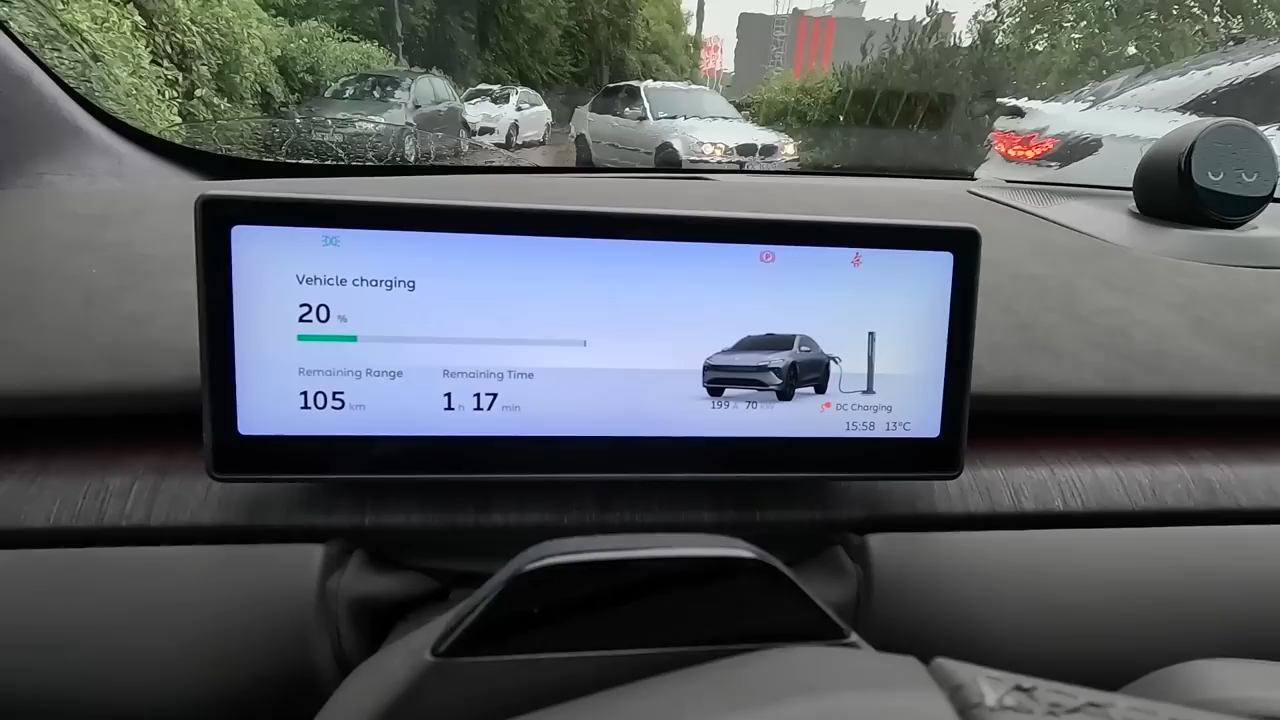 Vehicle charging
20 %
Remaining Range
Remaining Time
105 km
1 h 17 min
199 A 70 kW
DC Charging
15:58 13°C